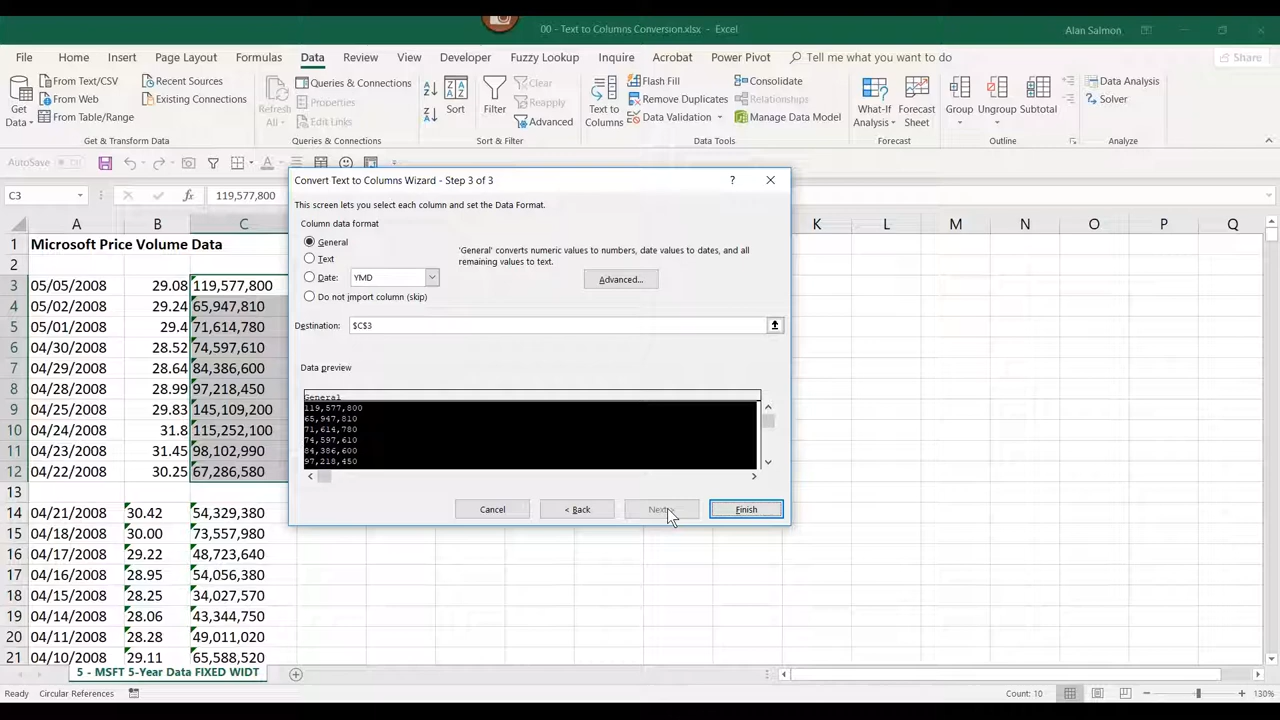 00 - Text to Columns Conversion.xlsx - Excel
Alan Salmon
File Home Insert Page Layout Formulas Data Review View Developer Fuzzy Lookup Inquire Acrobat Power Pivot Tell me what you want to do Share
Get Data
From Text/CSV
From Web
From Table/Range
Recent Sources
Existing Connections
Get & Transform Data
Refresh All
Queries & Connections
Properties
Edit Links
Queries & Connections
Sort
Filter
Clear
Reapply
Advanced
Sort & Filter
Text to Columns
Flash Fill
Remove Duplicates
Data Validation
Consolidate
Relationships
Manage Data Model
Data Tools
What-If Analysis
Forecast Sheet
Forecast
Group
Ungroup
Subtotal
Outline
Data Analysis
Solver
Analyze
AutoSave Off
C3 fx 119,577,800
A B C K L M N O P Q
1 Microsoft Price Volume Data
2
3 05/05/2008 29.08 119,577,800
4 05/02/2008 29.24 65,947,810
5 05/01/2008 29.4 71,614,780
6 04/30/2008 28.52 74,597,610
7 04/29/2008 28.64 84,386,600
8 04/28/2008 28.99 97,218,450
9 04/25/2008 29.83 145,109,200
10 04/24/2008 31.8 115,252,100
11 04/23/2008 31.45 98,102,990
12 04/22/2008 30.25 67,286,580
13
14 04/21/2008 30.42 54,329,380
15 04/18/2008 30.00 73,557,980
16 04/17/2008 29.22 48,723,640
17 04/16/2008 28.95 54,056,380
18 04/15/2008 28.25 34,027,570
19 04/14/2008 28.06 43,344,750
20 04/11/2008 28.28 49,011,020
21 04/10/2008 29.11 65,588,520
Convert Text to Columns Wizard - Step 3 of 3 ?
This screen lets you select each column and set the Data Format.
Column data format
General
Text
Date: YMD
Do not import column (skip)
'General' converts numeric values to numbers, date values to dates, and all
remaining values to text.
Advanced...
Destination: $C$3
Data preview
General
119,577,800
65,947,810
71,614,780
74,597,610
84,386,600
97,218,450
Cancel < Back Next > Finish
5 - MSFT 5-Year Data FIXED WIDT
Ready Circular References Count: 10 130%